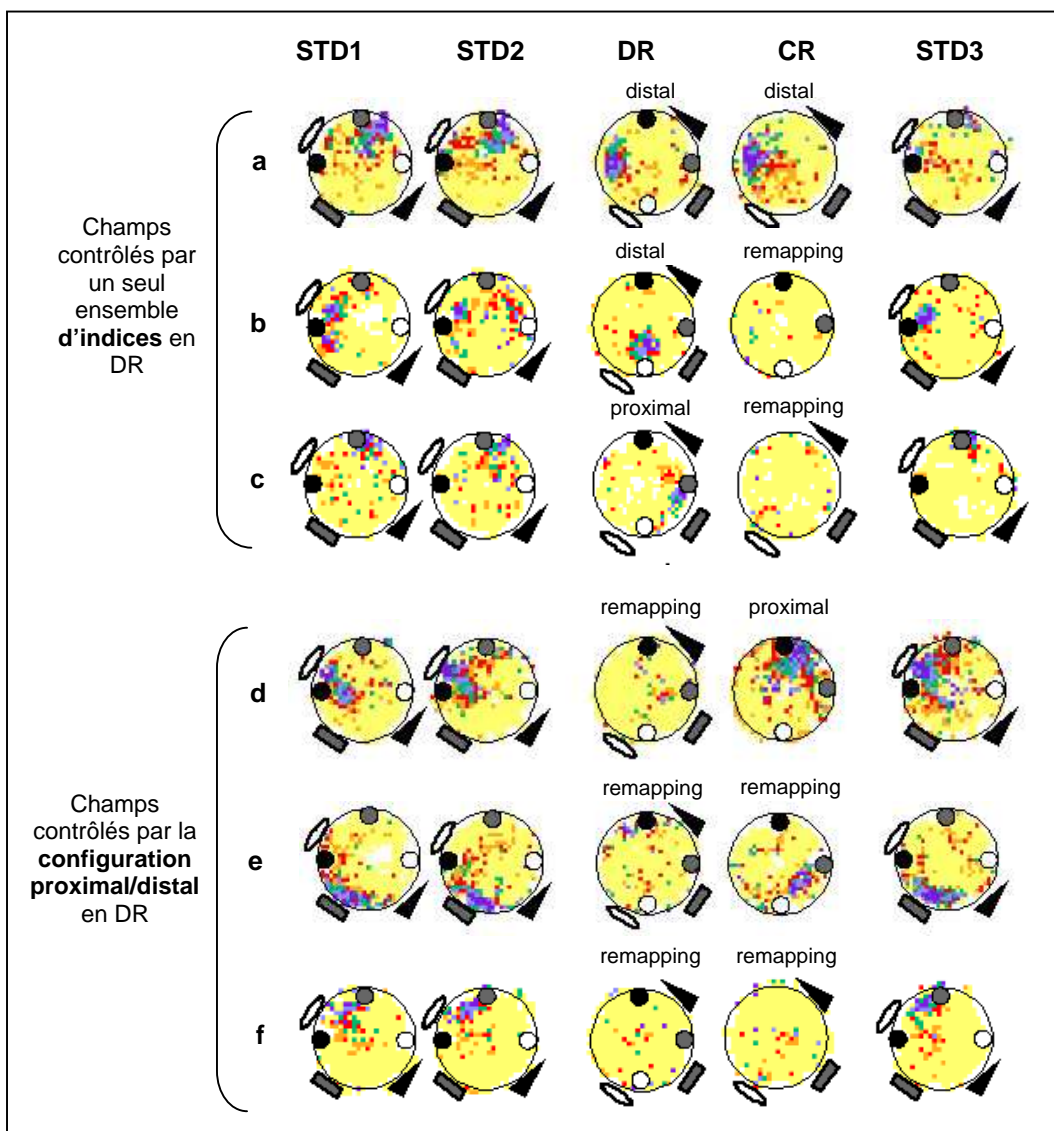 STD1 STD2 DR CR STD3
distal distal
a
Champs
contrôlés par
un seul
ensemble
d'indices en
DR
distal remapping
b
proximal remapping
c
remapping proximal
d
Champs
contrôlés par la
configuration
proximal/distal
en DR
remapping remapping
e
remapping remapping
f